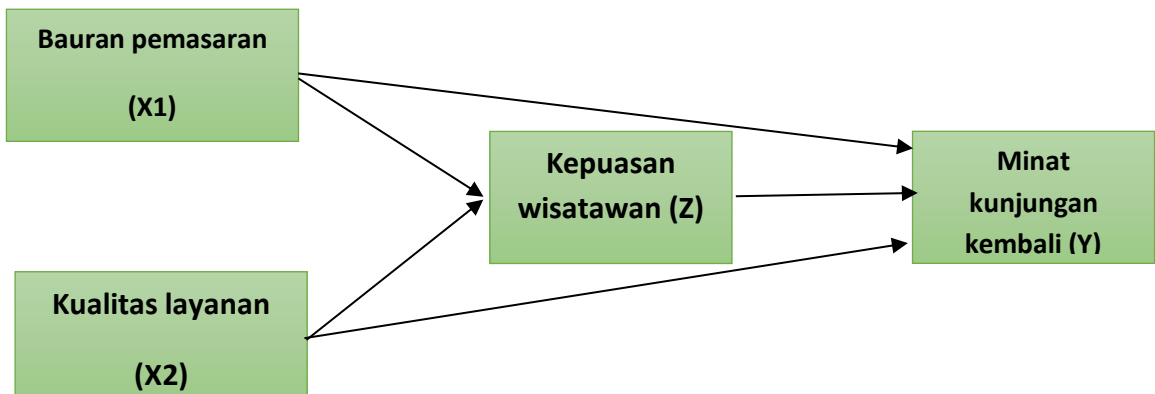 Bauran pemasaran
(X1)
Kepuasan
wisatawan (Z)
Minat
kunjungan
kembali (Y)
Kualitas layanan
(X2)